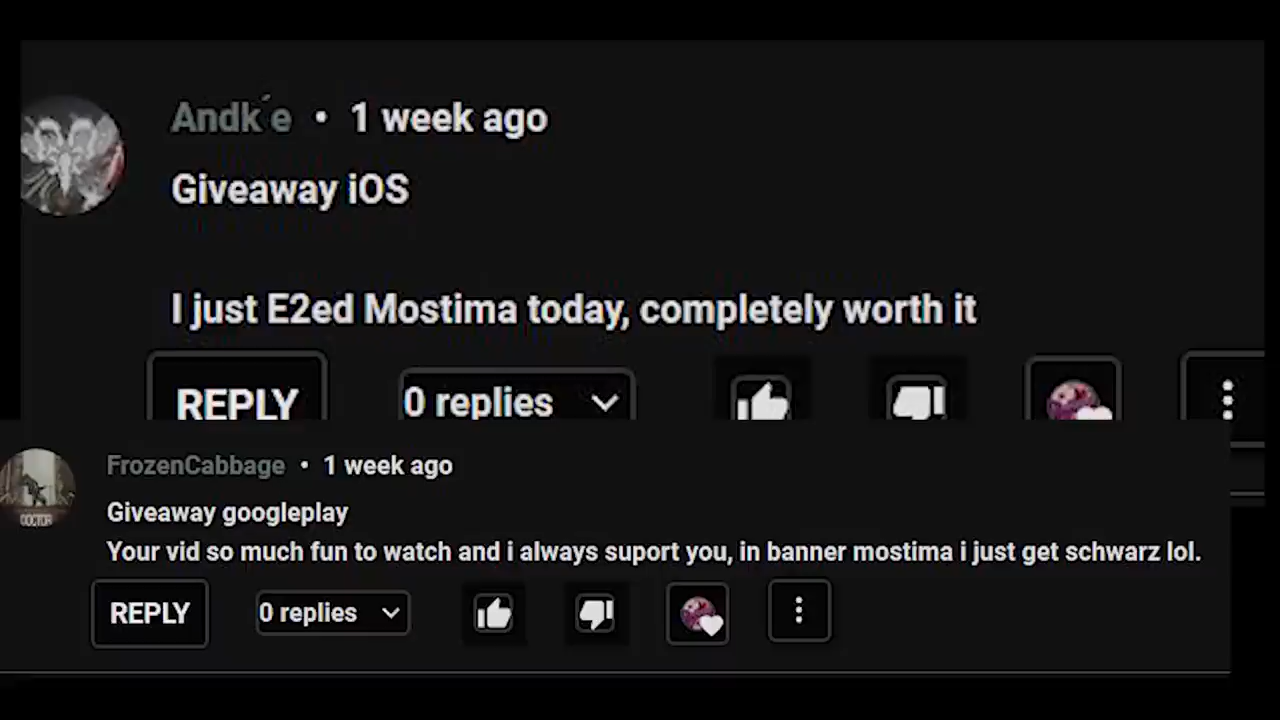 Andk´e • 1 week ago
Giveaway iOS
I just E2ed Mostima today, completely worth it
REPLY 0 replies
FrozenCabbage • 1 week ago
Giveaway googleplay
Your vid so much fun to watch and i always suport you, in banner mostima i just get schwarz lol.
REPLY 0 replies